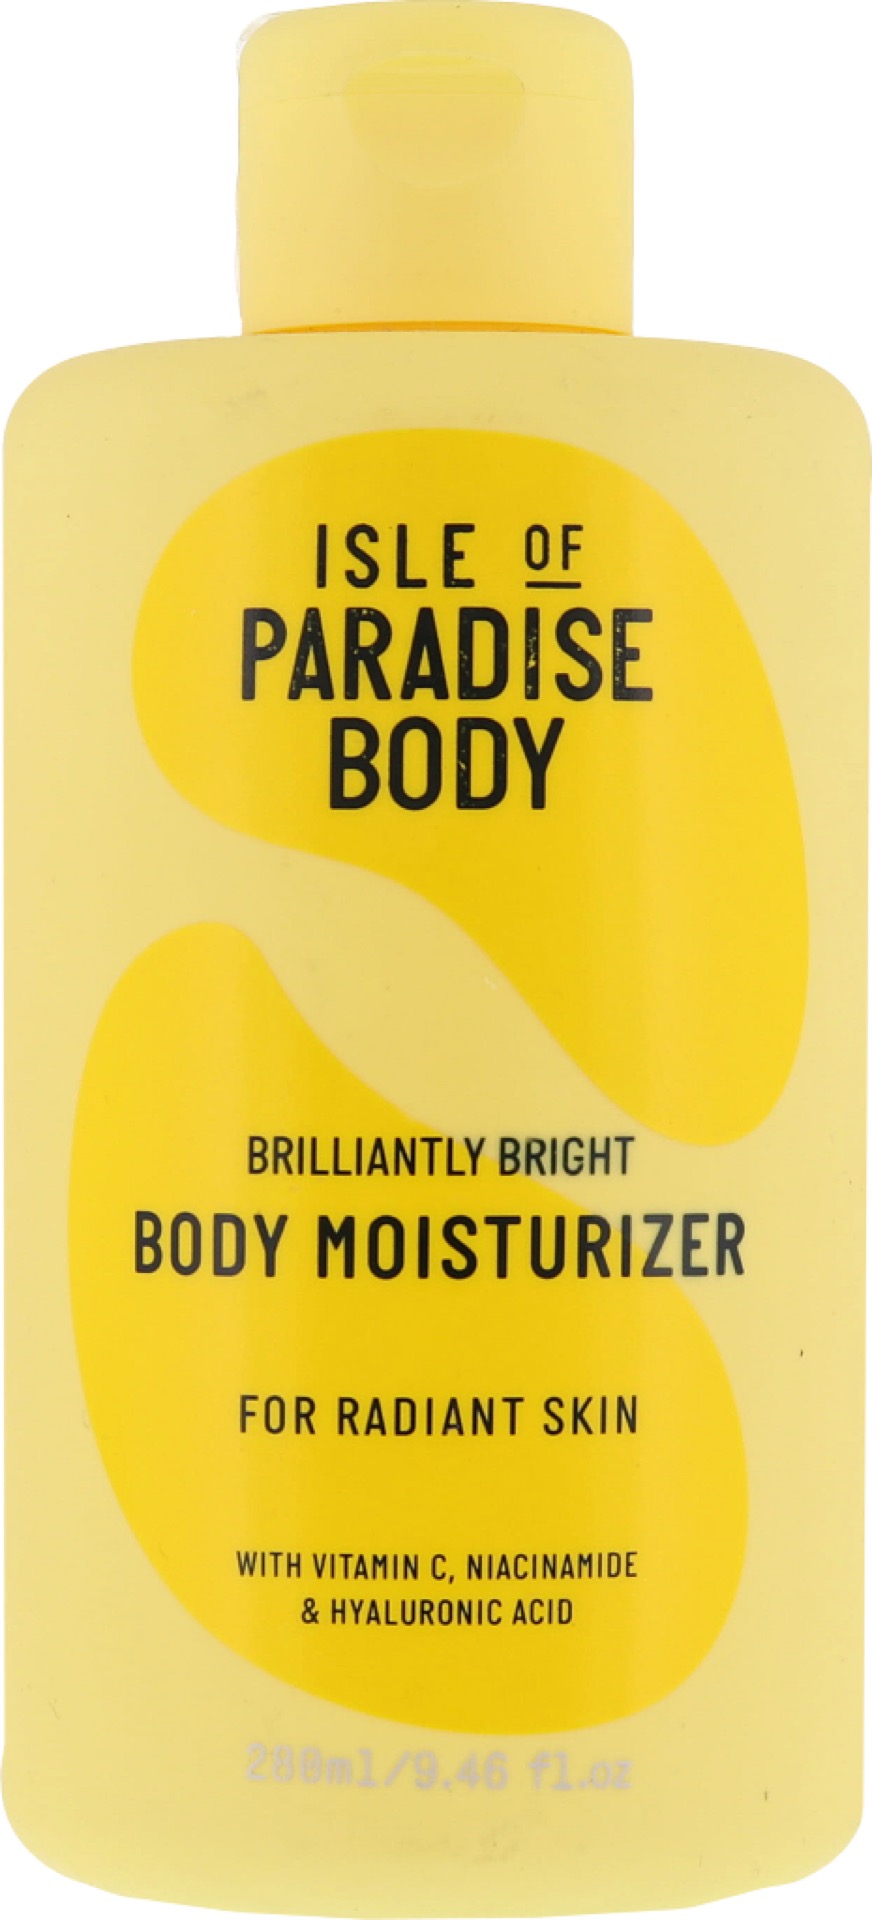 ISLE OF
PARADISE
BODY
BRILLIANTLY BRIGHT
BODY MOISTURIZER
FOR RADIANT SKIN
WITH VITAMIN C, NIACINAMIDE
& HYALURONIC ACID
280ml/9.46 fl.oz